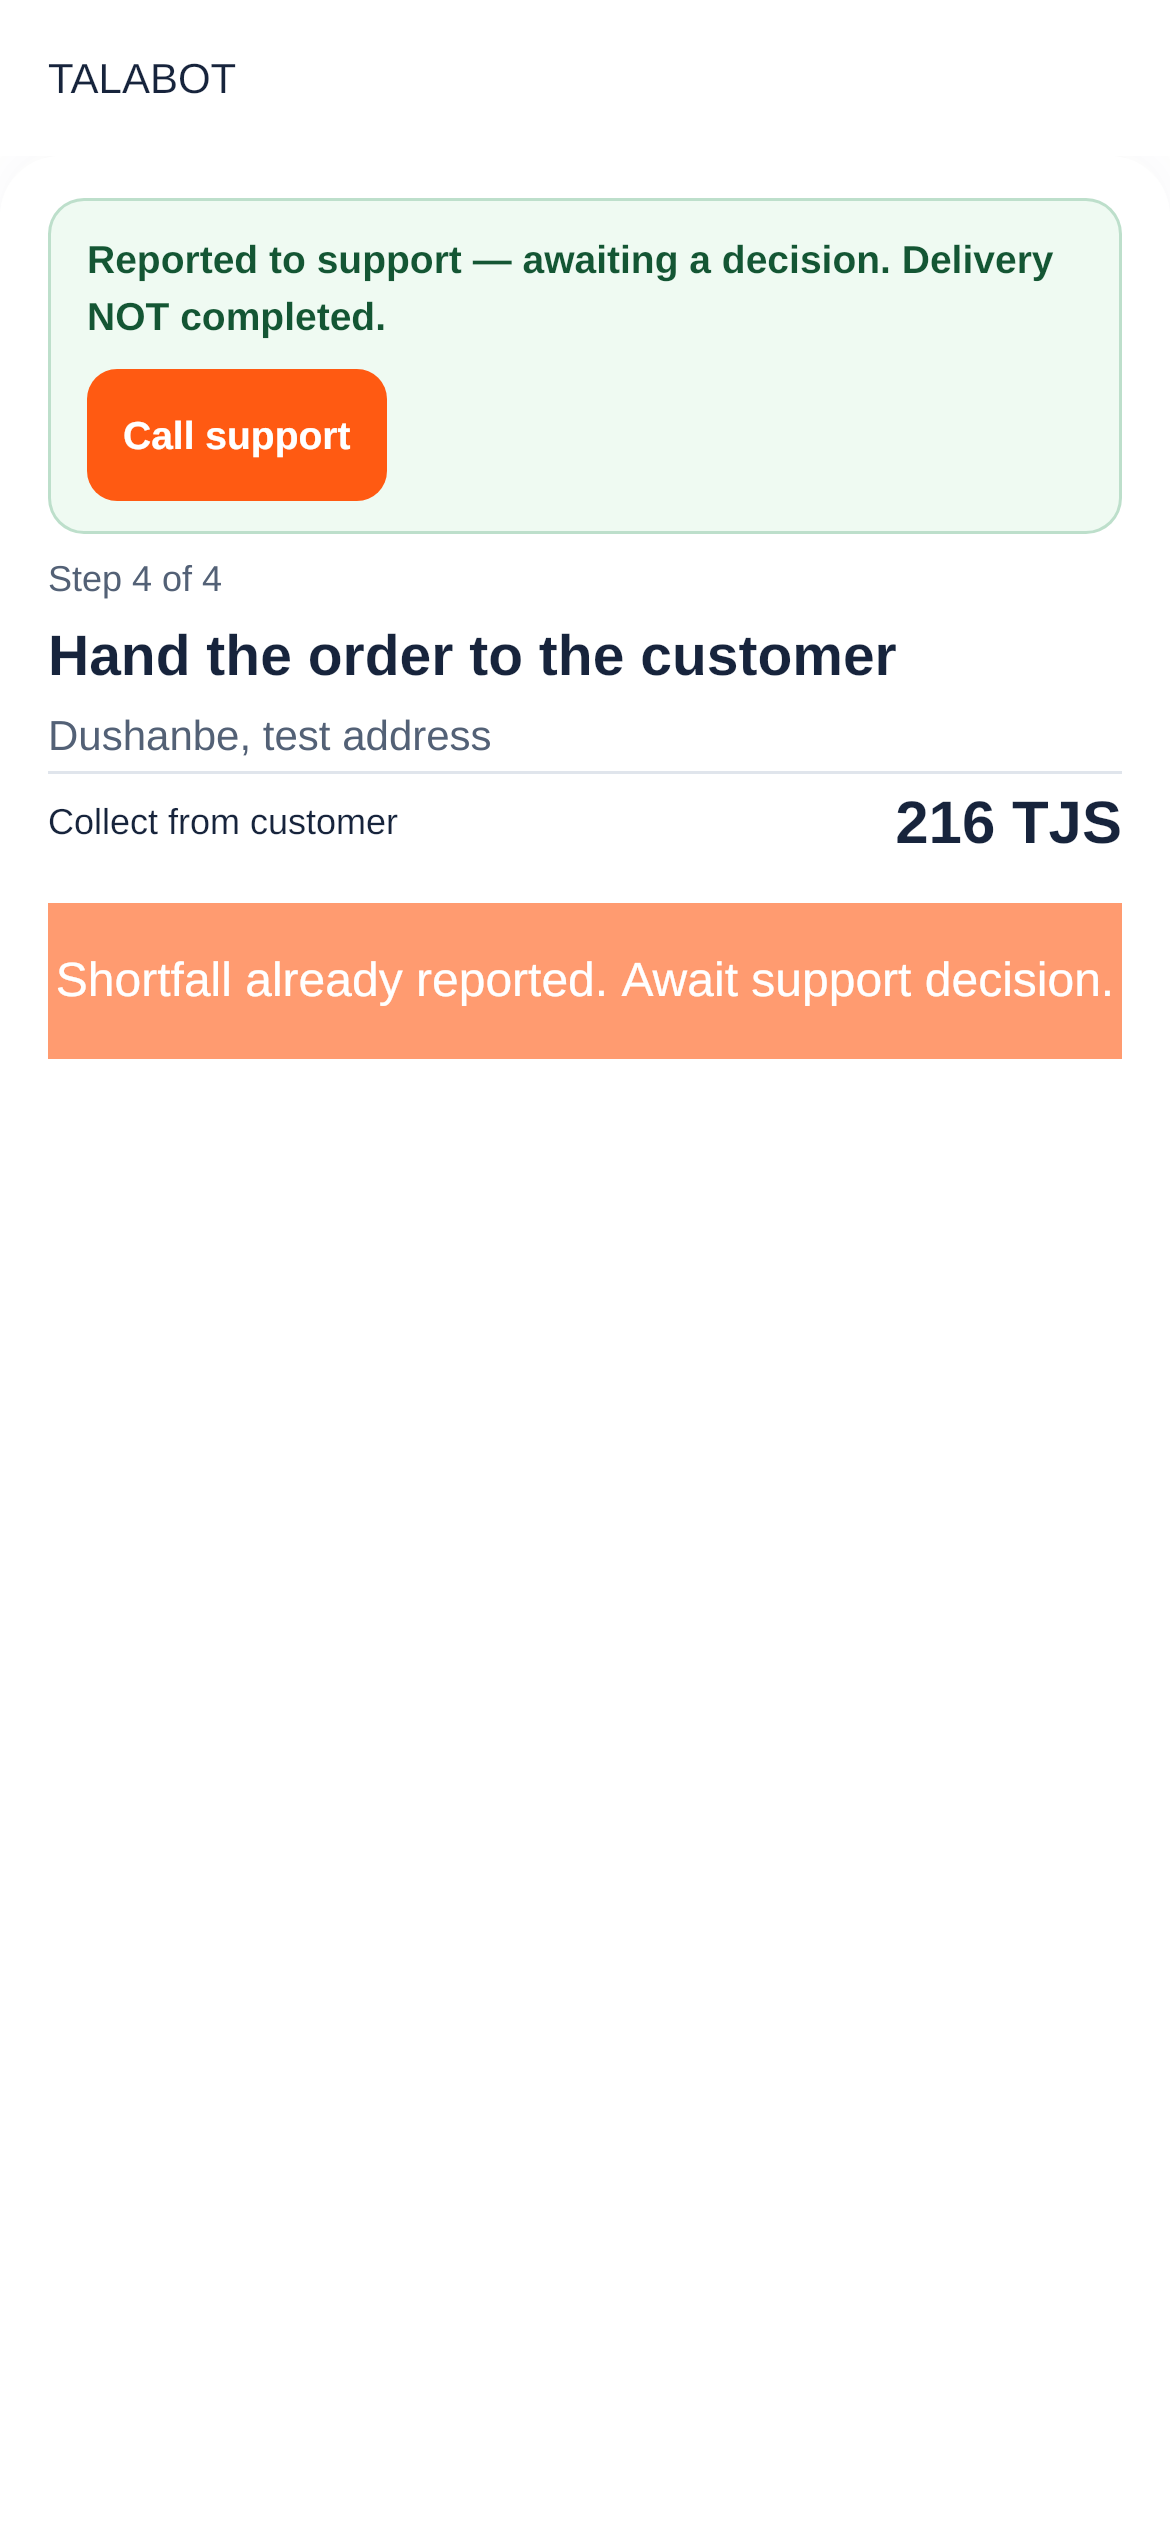 TALABOT
Reported to support — awaiting a decision. Delivery
NOT completed.
Call support
Step 4 of 4
Hand the order to the customer
Dushanbe, test address
Collect from customer
216 TJS
Shortfall already reported. Await support decision.